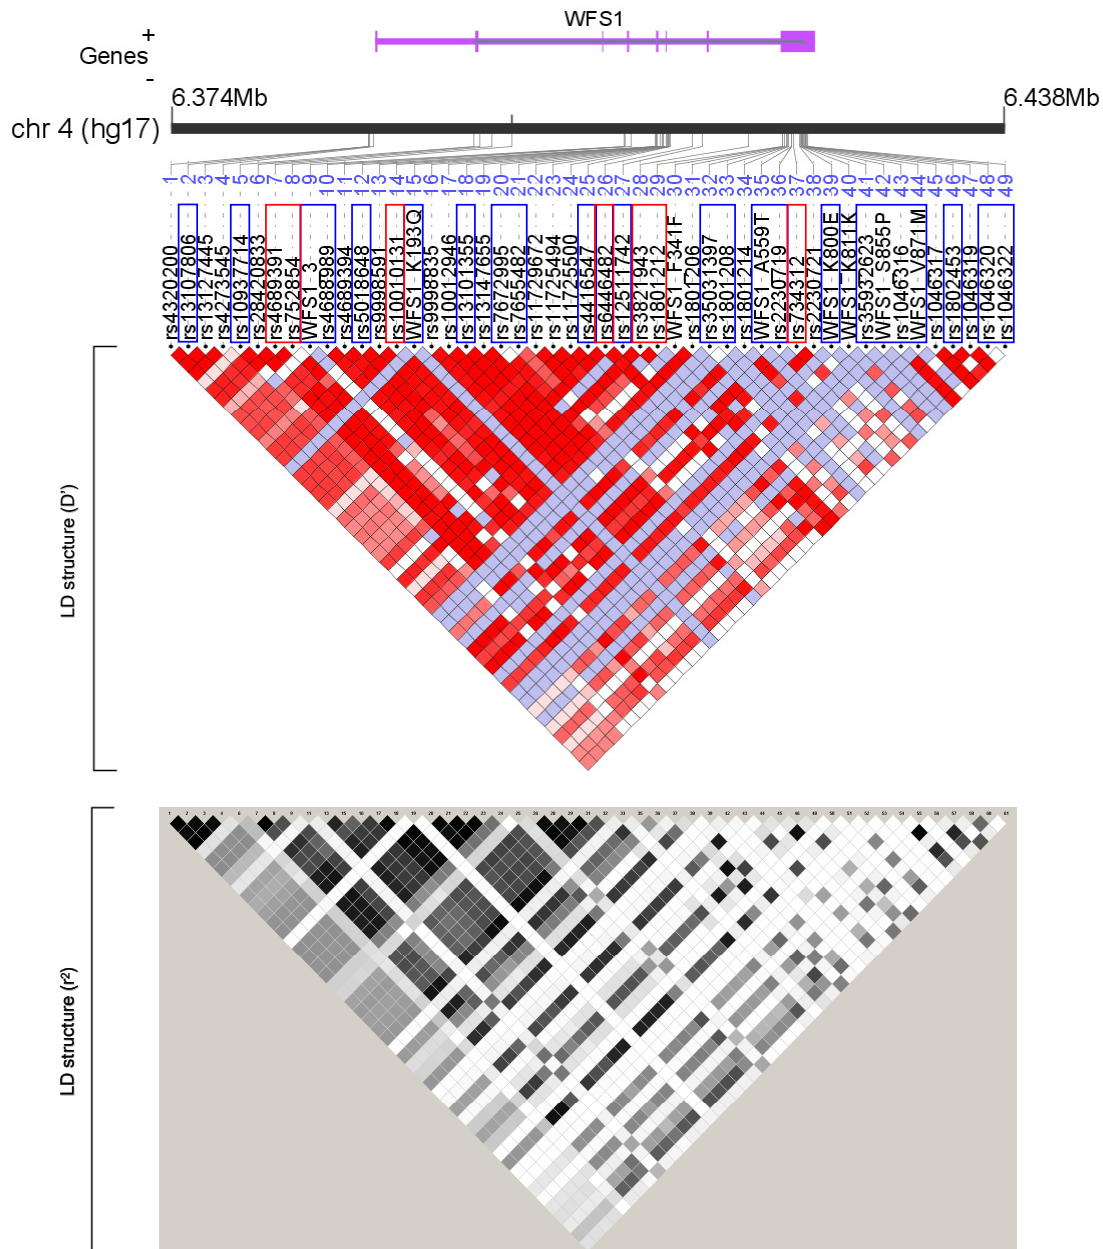 WFS1
+
Genes
-
6.374Mb
6.438Mb
chr 4 (hg17)
1 2 3 4 5 6 7 8 9 10 11 12 13 14 15 16 17 18 19 20 21 22 23 24 25 26 27 28 29 30 31 32 33 34 35 36 37 38 39 40 41 42 43 44 45 46 47 48 49
rs4320200
rs13107806
rs13127445
rs4273545
rs10937714
rs28420833
rs4689391
rs752854
WFS1_3
rs4688989
rs4689394
rs5018648
rs9998591
rs10010131
WFS1_K193Q
rs9998835
rs10012946
rs13101355
rs13147655
rs7672995
rs7655482
rs11729672
rs11725494
rs11725500
rs4416547
rs6446482
rs12511742
rs3821943
rs1801212
WFS1_F341F
rs1801206
rs35031397
rs1801208
rs1801214
WFS1_A559T
rs2230719
rs734312
rs2230721
WFS1_K800E
WFS1_K811K
rs35932623
WFS1_S855P
rs1046316
WFS1_V871M
rs1046317
rs1802453
rs1046319
rs1046320
rs1046322
LD structure (D')
LD structure (r²)